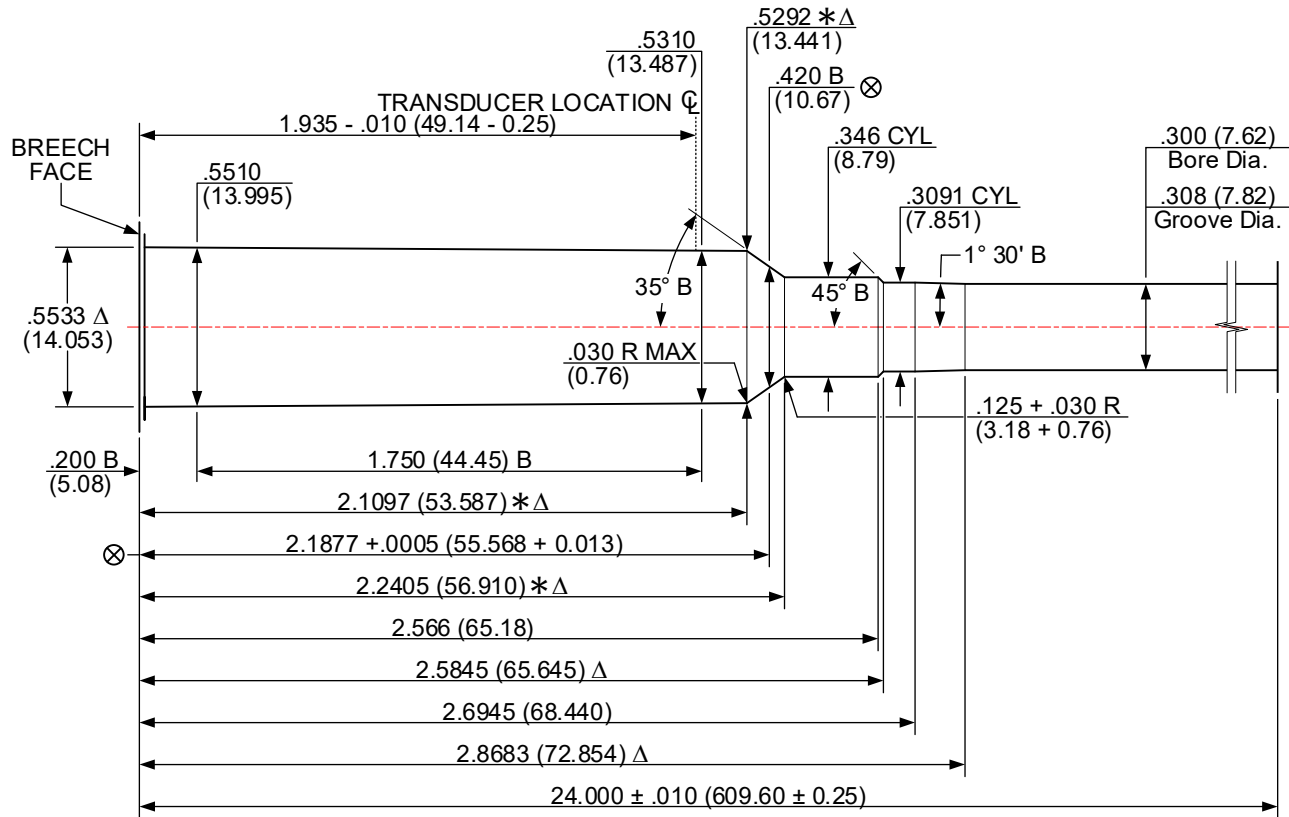 .5292 ∗ Δ
(13.441)
.5310
(13.487)
.420 B ⊗
(10.67)
TRANSDUCER LOCATION ℄
1.935 - .010 (49.14 - 0.25)
BREECH
FACE
.5510
(13.995)
.346 CYL
(8.79)
.300 (7.62)
Bore Dia.
.3091 CYL
(7.851)
.308 (7.82)
Groove Dia.
1° 30' B
35° B
45° B
.5533 Δ
(14.053)
.030 R MAX
(0.76)
.125 + .030 R
(3.18 + 0.76)
.200 B
(5.08)
1.750 (44.45) B
2.1097 (53.587) ∗ Δ
⊗ 2.1877 +.0005 (55.568 + 0.013)
2.2405 (56.910) ∗ Δ
2.566 (65.18)
2.5845 (65.645) Δ
2.6945 (68.440)
2.8683 (72.854) Δ
24.000 ± .010 (609.60 ± 0.25)